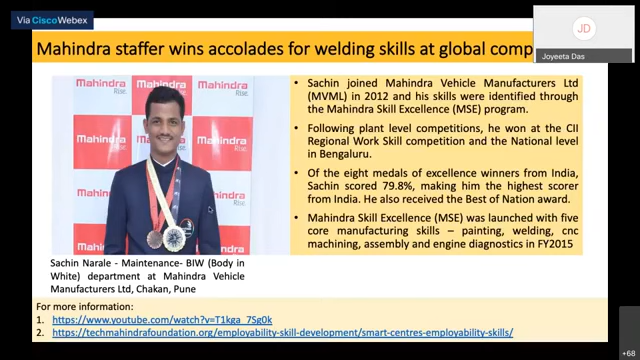 Via Cisco Webex
Mahindra staffer wins accolades for welding skills at global comp
JD
Joyeeta Das
mahindra Rise.
Mahindra
Mahindra
Mahindra
Mahindra Rise.
Sachin Narale - Maintenance- BIW (Body in
White) department at Mahindra Vehicle
Manufacturers Ltd, Chakan, Pune
• Sachin joined Mahindra Vehicle Manufacturers Ltd
(MVML) in 2012 and his skills were identified through
the Mahindra Skill Excellence (MSE) program.
• Following plant level competitions, he won at the CII
Regional Work Skill competition and the National level
in Bengaluru.
• Of the eight medals of excellence winners from India,
Sachin scored 79.8%, making him the highest scorer
from India. He also received the Best of Nation award.
• Mahindra Skill Excellence (MSE) was launched with five
core manufacturing skills – painting, welding, cnc
machining, assembly and engine diagnostics in FY2015
For more information:
1. https://www.youtube.com/watch?v=T1kga_7Sg0k
2. https://techmahindrafoundation.org/employability-skill-development/smart-centres-employability-skills/
+68